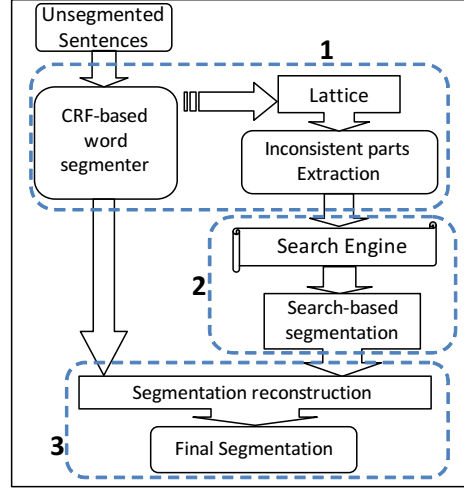 Unsegmented
Sentences
1
CRF-based
word
segmenter
Lattice
Inconsistent parts
Extraction
Search Engine
2
Search-based
segmentation
Segmentation reconstruction
3
Final Segmentation